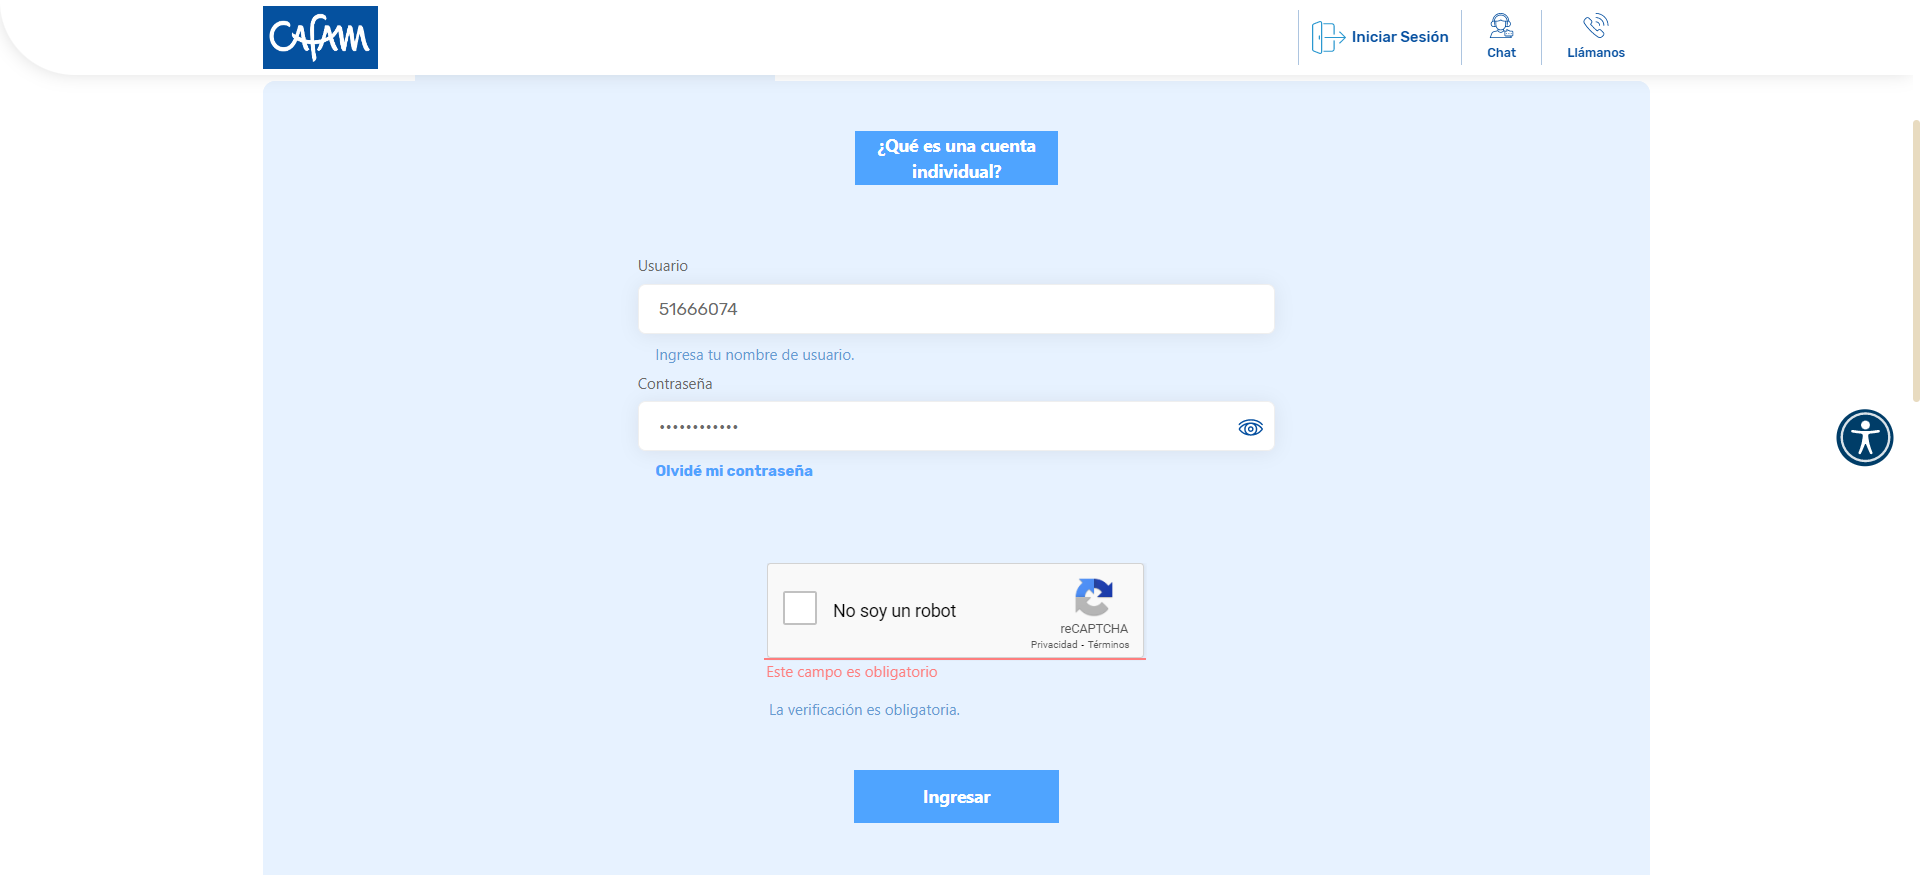 CAFAM
Iniciar Sesión
Chat
Llámanos
¿Qué es una cuenta
individual?
Usuario
51666074
Ingresa tu nombre de usuario.
Contraseña
••••••••••••
Olvidé mi contraseña
No soy un robot
reCAPTCHA
Privacidad - Términos
Este campo es obligatorio
La verificación es obligatoria.
Ingresar